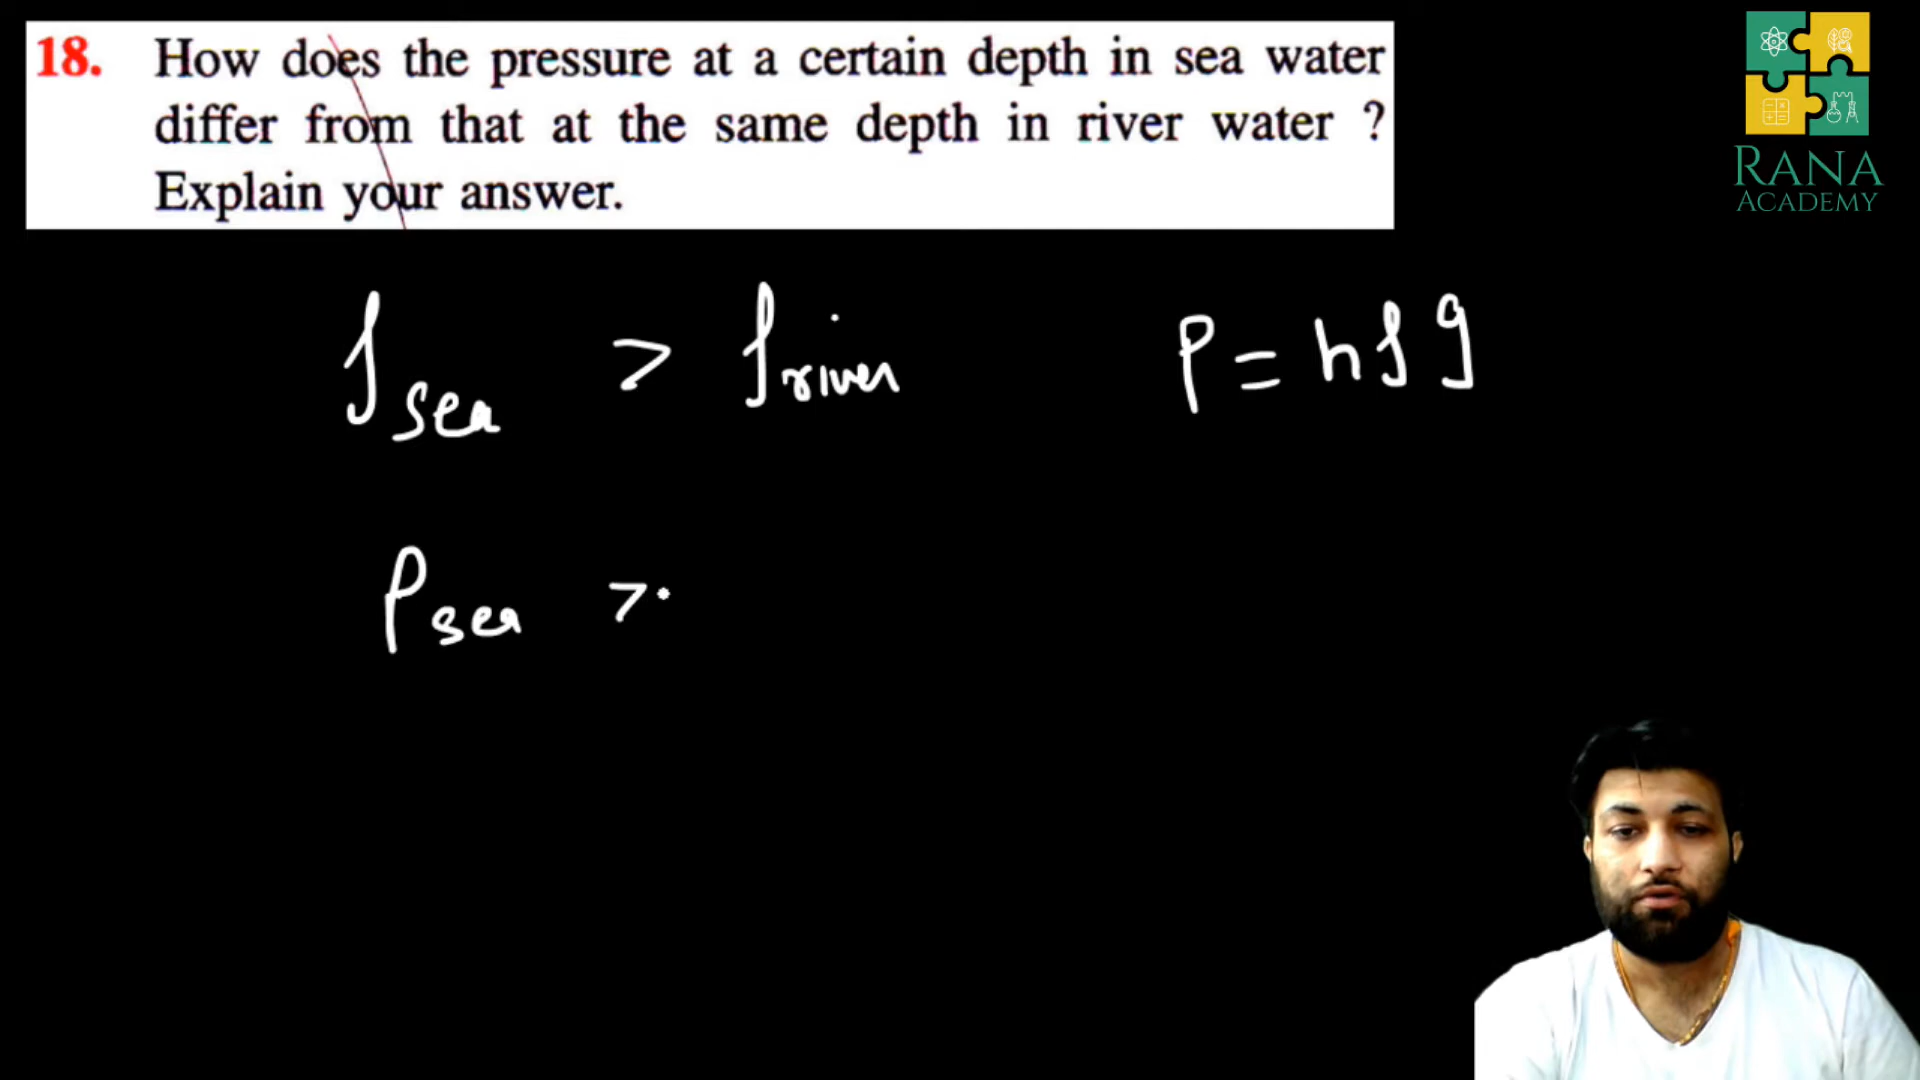 18. How does the pressure at a certain depth in sea water
differ from that at the same depth in river water ?
Explain your answer.
RANA
ACADEMY
ρsea > ρriver P = hρg
Psea >